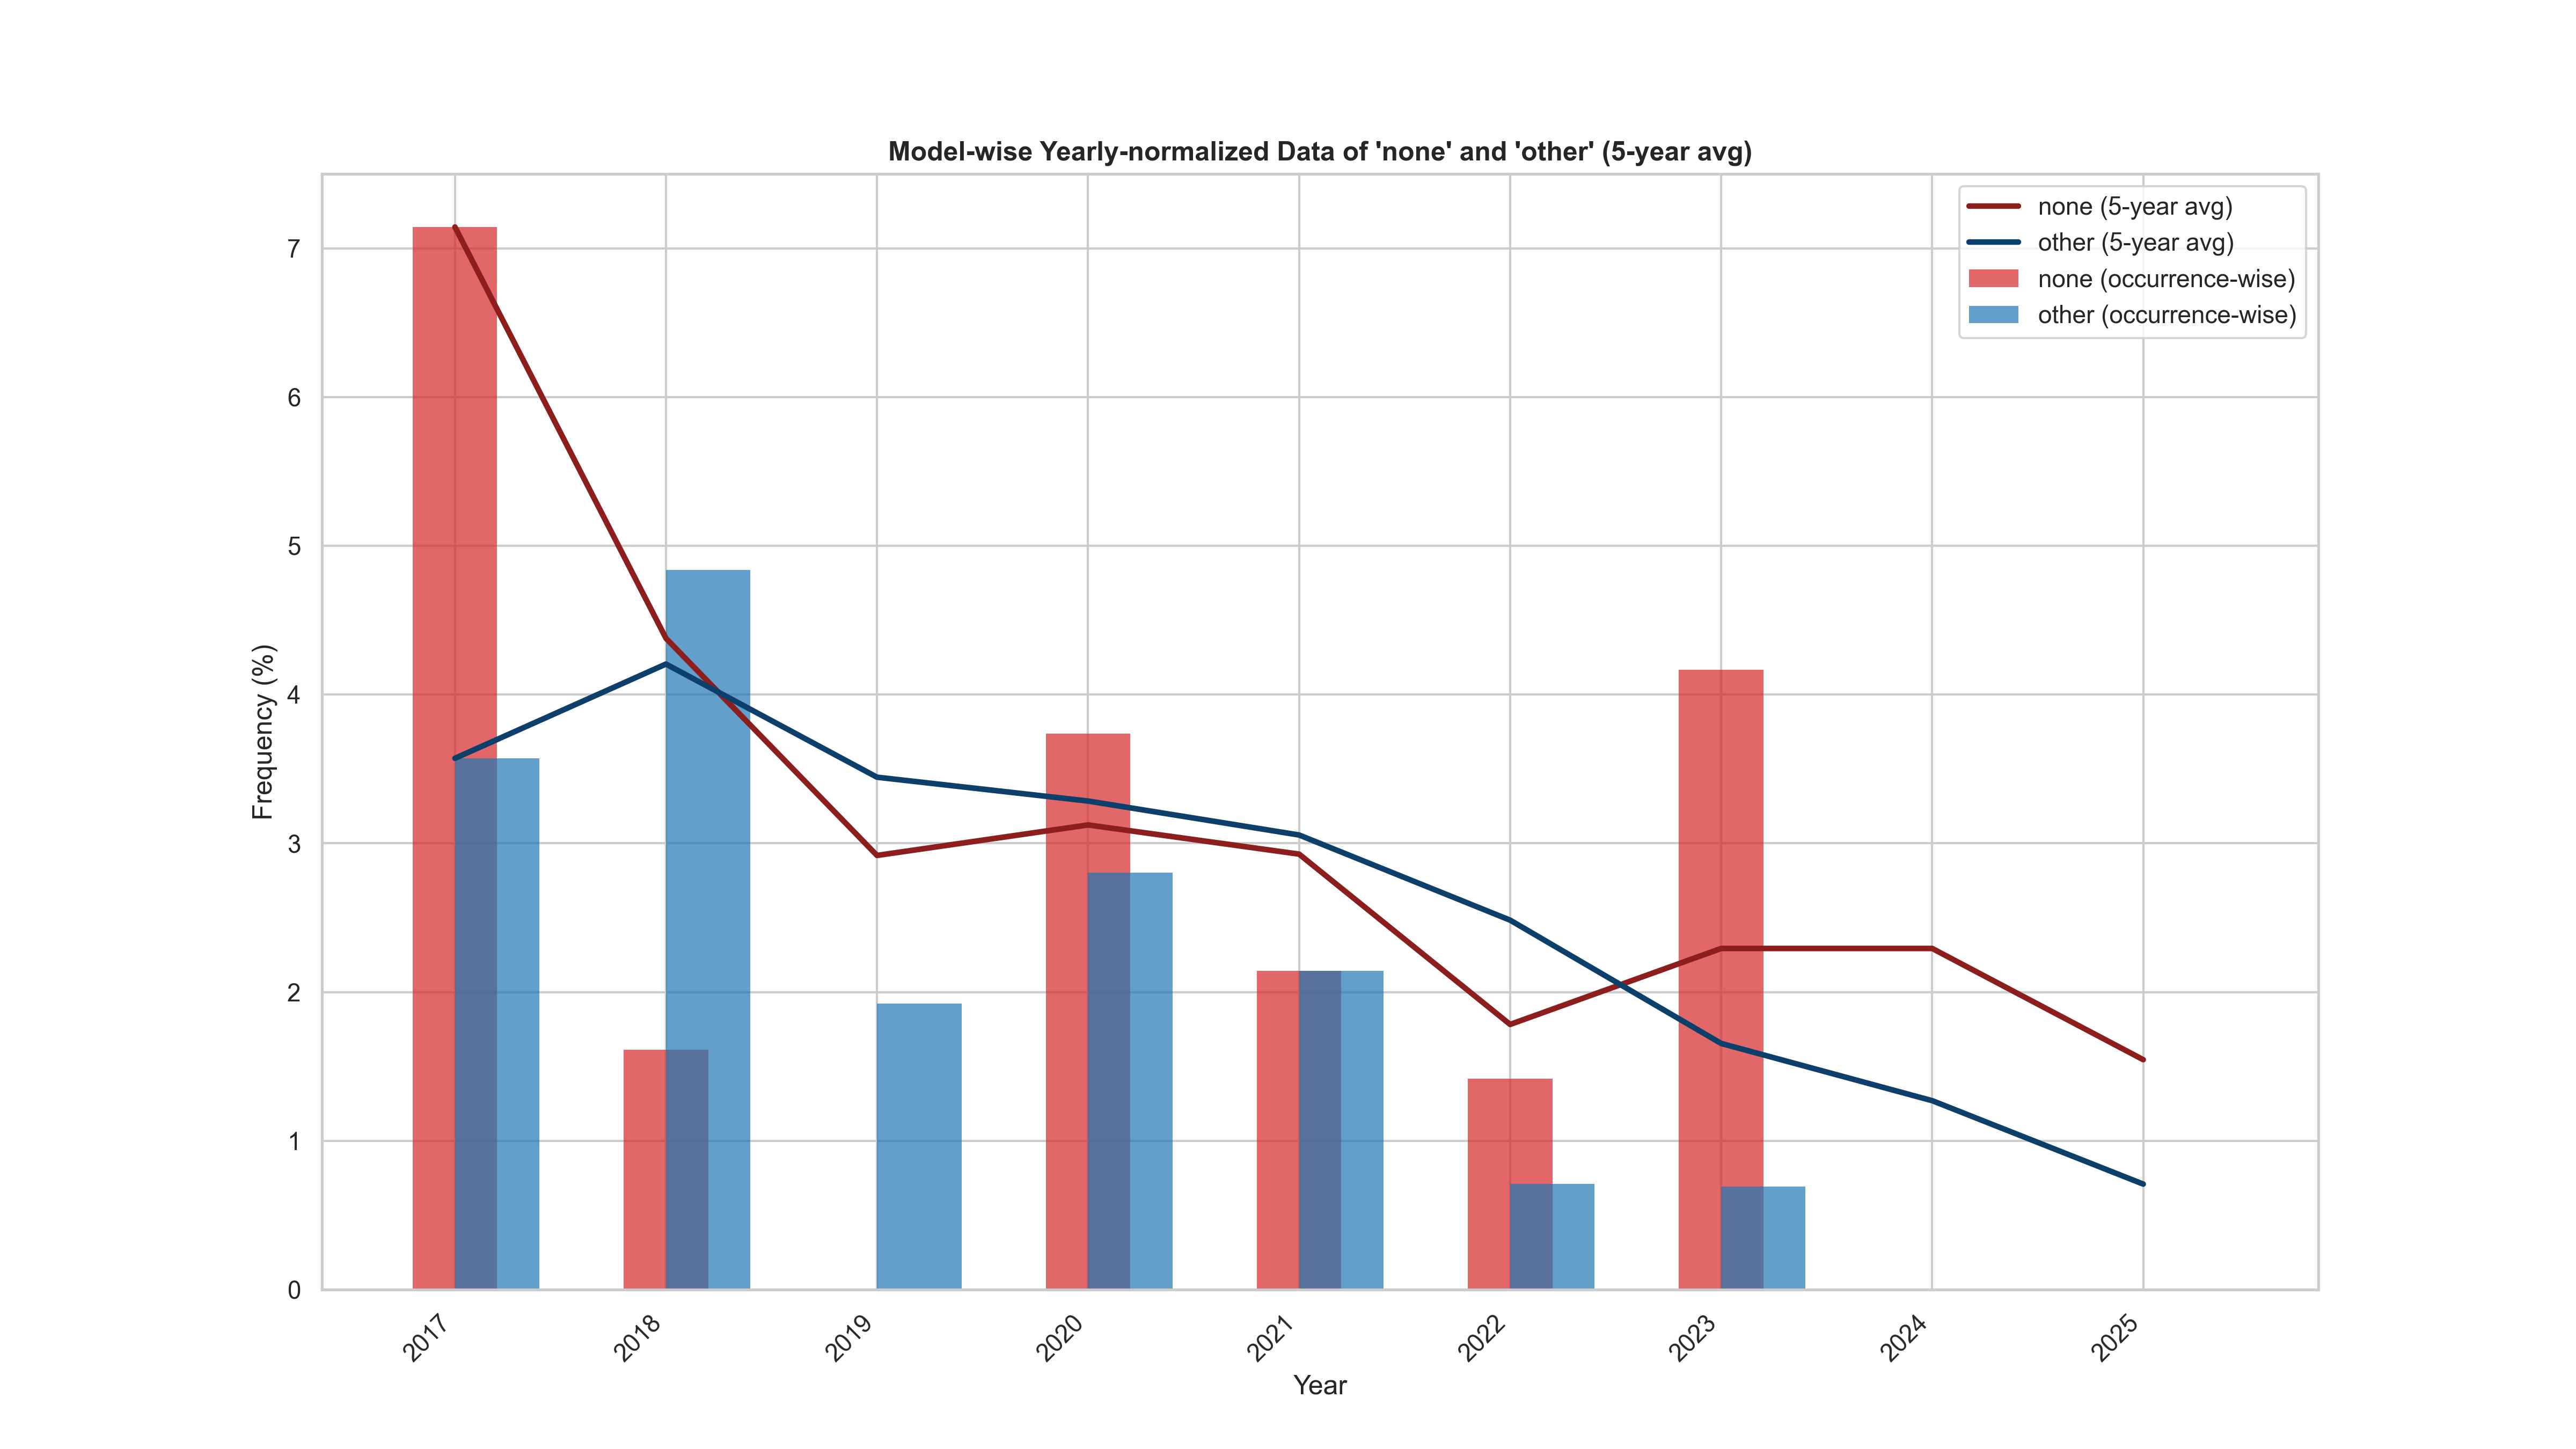 Model-wise Yearly-normalized Data of 'none' and 'other' (5-year avg)
none (5-year avg)
other (5-year avg)
none (occurrence-wise)
other (occurrence-wise)
Frequency (%)
7
6
5
4
3
2
1
0
2017
2018
2019
2020
2021
2022
2023
2024
2025
Year